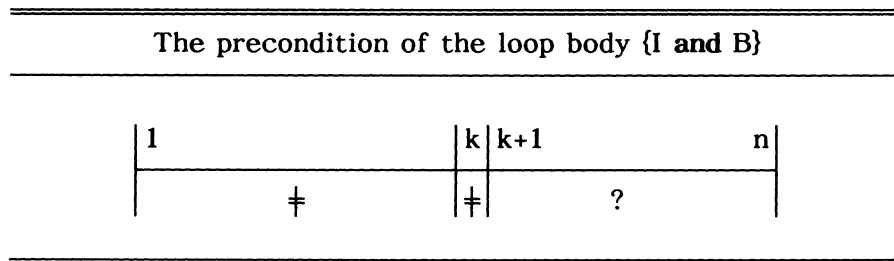 The precondition of the loop body {I and B}
1 k k+1 n
≠ ≠ ?